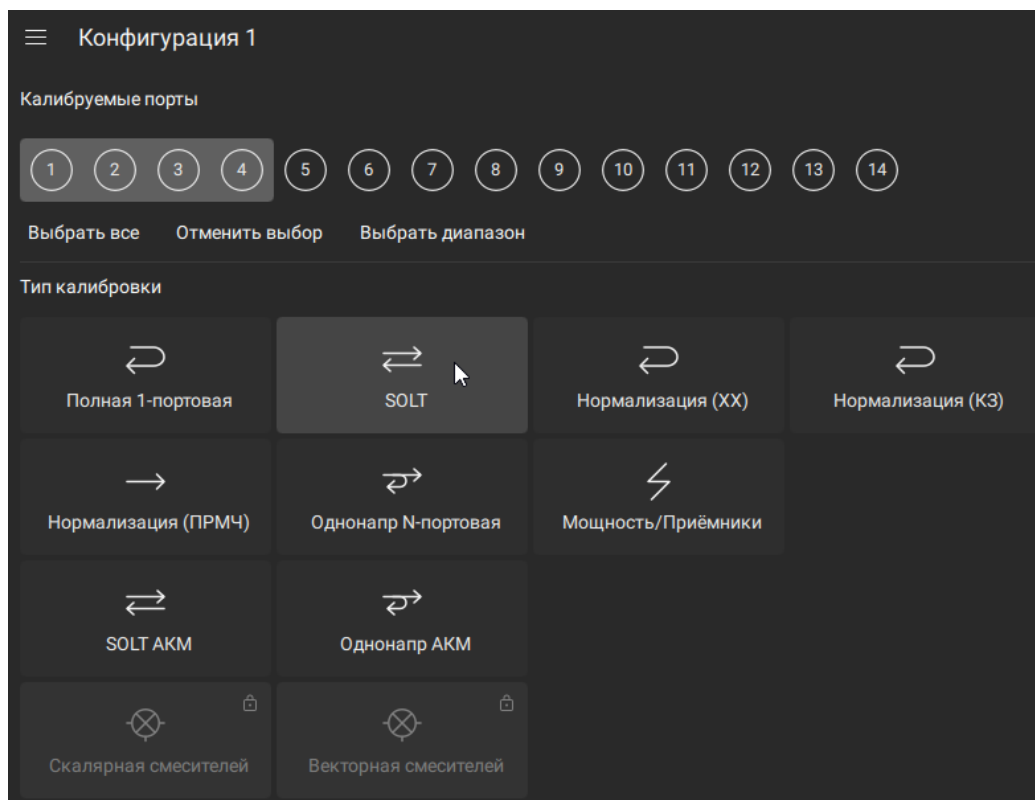 Конфигурация 1
Калибруемые порты
1 2 3 4 5 6 7 8 9 10 11 12 13 14
Выбрать все Отменить выбор Выбрать диапазон
Тип калибровки
Полная 1-портовая SOLT Нормализация (ХХ) Нормализация (КЗ)
Нормализация (ПРМЧ) Однонапр N-портовая Мощность/Приёмники
SOLT АКМ Однонапр АКМ
Скалярная смесителей Векторная смесителей